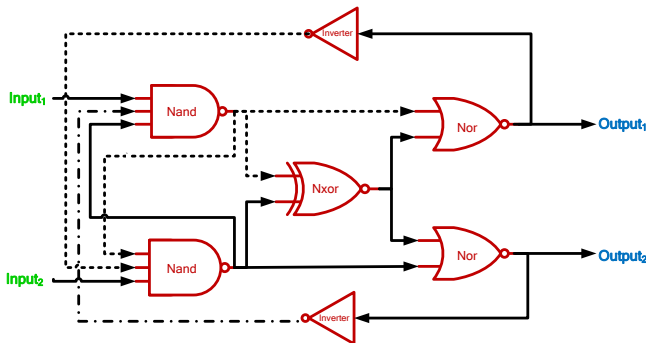 Inverter
Input₁
Nand
Nor
Output₁
Nxor
Nand
Nor
Output₂
Input₂
Inverter